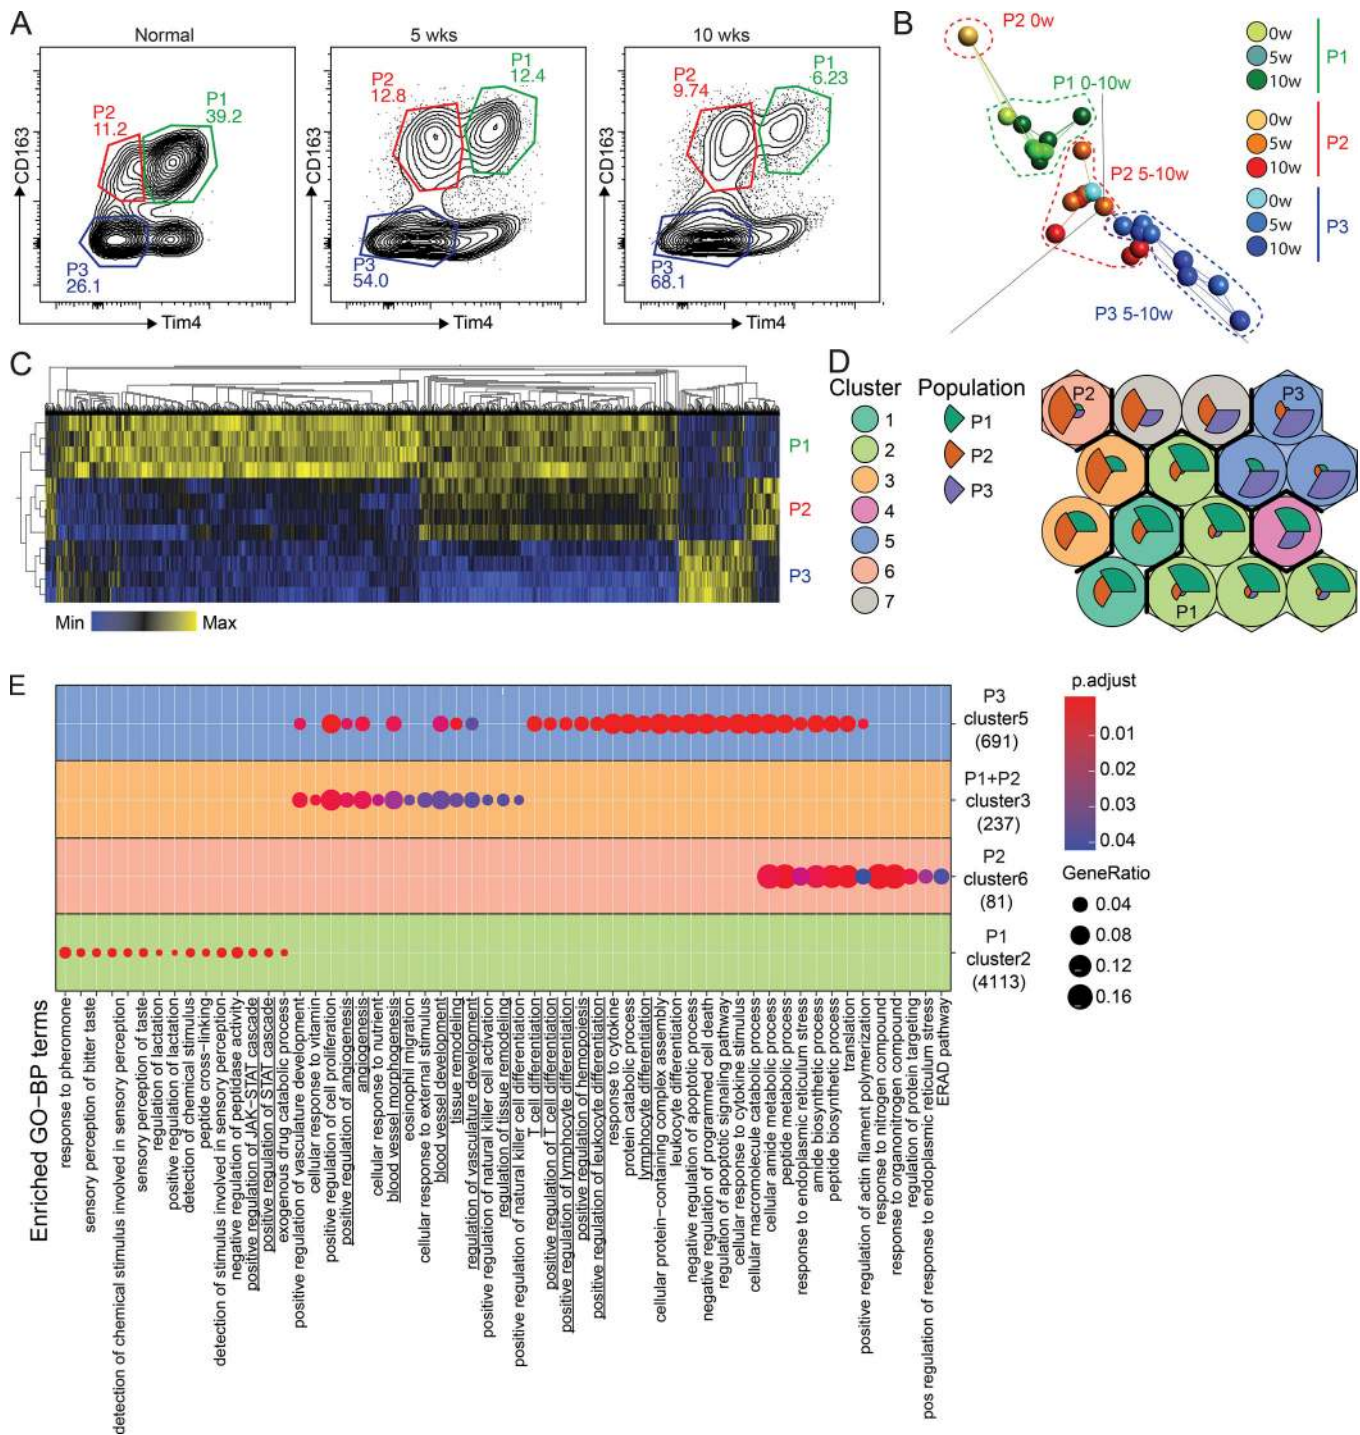 A
Normal
5 wks
10 wks
CD163
P2
11.2
P1
39.2
P3
26.1
Tim4
CD163
P2
12.8
P1
12.4
P3
54.0
Tim4
CD163
P2
9.74
P1
6.23
P3
68.1
Tim4
B
P2 0w
P1 0-10w
P2 5-10w
P3 5-10w
0w
5w
10w
P1
0w
5w
10w
P2
0w
5w
10w
P3
C
P1
P2
P3
Min
Max
D
Cluster
1
2
3
4
5
6
7
Population
P1
P2
P3
P2
P3
P1
E
P3
cluster5
(691)
P1+P2
cluster3
(237)
P2
cluster6
(81)
P1
cluster2
(4113)
p.adjust
0.01
0.02
0.03
0.04
GeneRatio
0.04
0.08
0.12
0.16
Enriched GO-BP terms
response to pheromone
sensory perception of bitter taste
detection of chemical stimulus involved in sensory perception
sensory perception of taste
regulation of lactation
positive regulation of lactation
detection of chemical stimulus
peptide cross-linking
detection of stimulus involved in sensory perception
negative regulation of peptidase activity
positive regulation of JAK-STAT cascade
positive regulation of STAT cascade
exogenous drug catabolic process
positive regulation of vasculature development
cellular response to vitamin
positive regulation of cell proliferation
positive regulation of angiogenesis
angiogenesis
cellular response to nutrient
blood vessel morphogenesis
eosinophil migration
cellular response to external stimulus
blood vessel development
tissue remodeling
regulation of vasculature development
positive regulation of natural killer cell activation
regulation of tissue remodeling
positive regulation of natural killer cell differentiation
T cell differentiation
positive regulation of T cell differentiation
positive regulation of lymphocyte differentiation
positive regulation of hemopoiesis
positive regulation of leukocyte differentiation
response to cytokine
protein catabolic process
lymphocyte differentiation
cellular protein-containing complex assembly
leukocyte differentiation
negative regulation of apoptotic process
negative regulation of programmed cell death
regulation of apoptotic signaling pathway
cellular response to cytokine stimulus
cellular macromolecule catabolic process
cellular amide metabolic process
peptide metabolic process
response to endoplasmic reticulum stress
amide biosynthetic process
peptide biosynthetic process
translation
positive regulation of actin filament polymerization
response to nitrogen compound
response to organonitrogen compound
regulation of protein targeting
pos regulation of response to endoplasmic reticulum stress
ERAD pathway